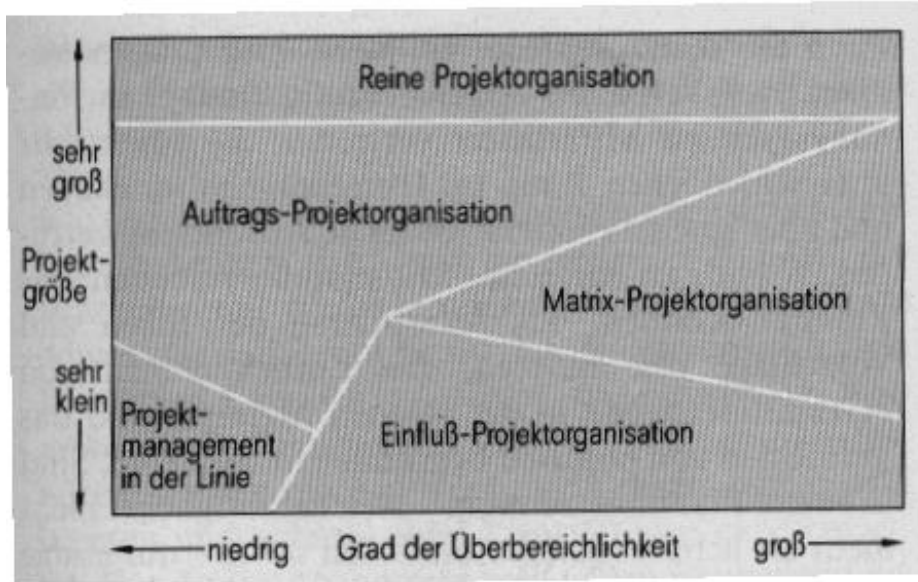 Reine Projektorganisation
sehr
groß
Auftrags-Projektorganisation
Projekt-
größe
Matrix-Projektorganisation
sehr
klein
Projekt-
management
in der Linie
Einfluß-Projektorganisation
niedrig
Grad der Überbereichlichkeit
groß